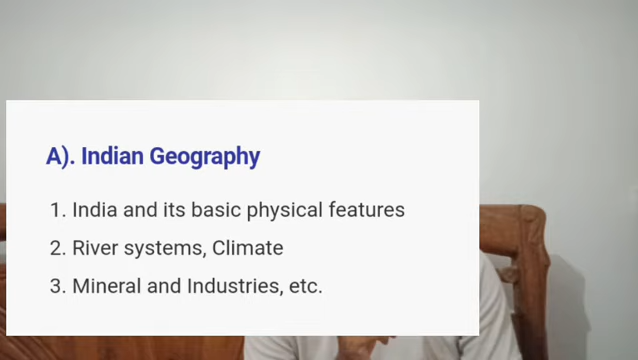 A). Indian Geography
1. India and its basic physical features
2. River systems, Climate
3. Mineral and Industries, etc.